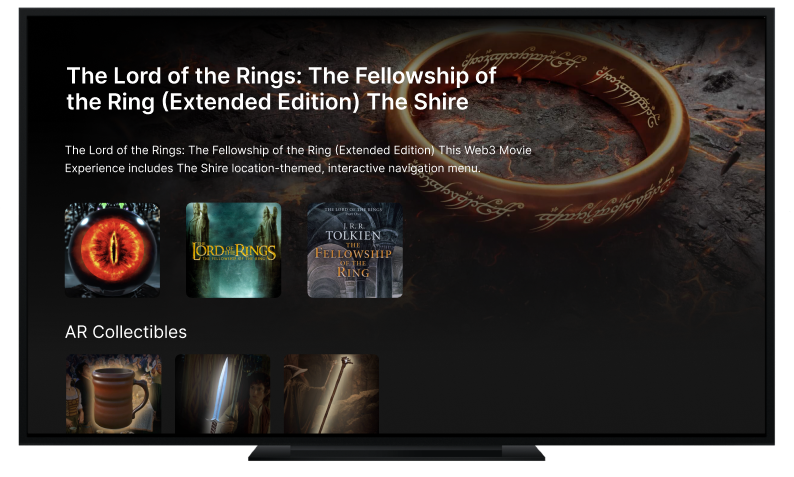 The Lord of the Rings: The Fellowship of
the Ring (Extended Edition) The Shire
The Lord of the Rings: The Fellowship of the Ring (Extended Edition) This Web3 Movie
Experience includes The Shire location-themed, interactive navigation menu.
THE
LORD OF THE RINGS
THE FELLOWSHIP OF THE RING
THE LORD OF THE RINGS
J.R.R.
TOLKIEN
THE
FELLOWSHIP
OF THE
RING
AR Collectibles